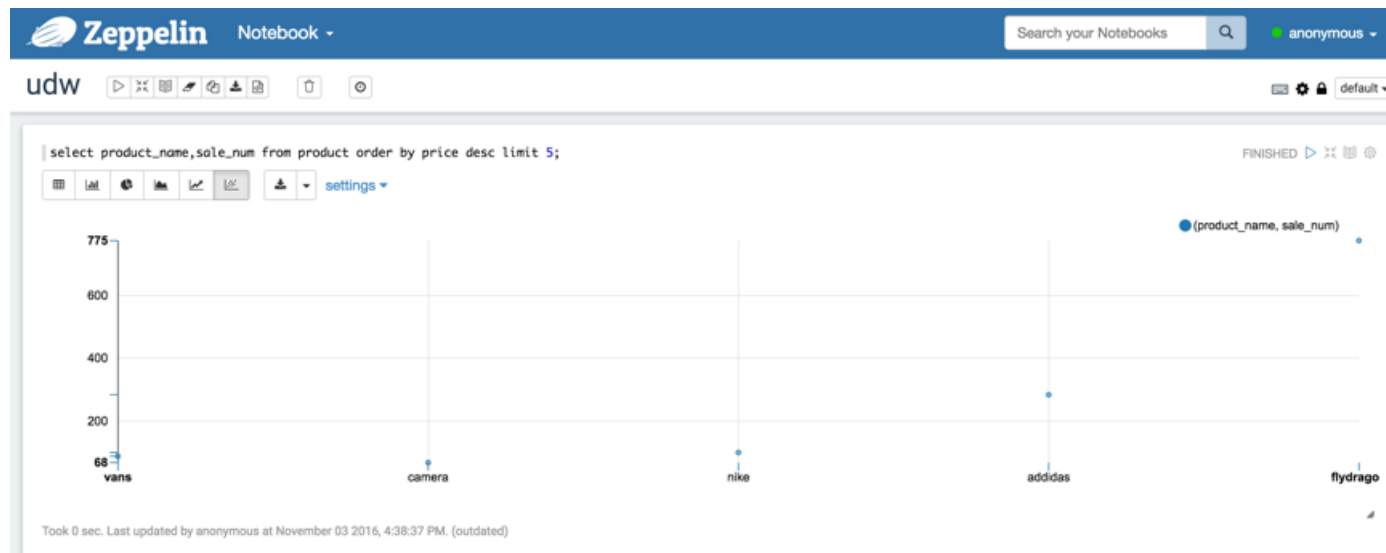 Zeppelin Notebook Search your Notebooks anonymous
udw default
select product_name,sale_num from product order by price desc limit 5; FINISHED
settings
(product_name, sale_num)
775
600
400
200
68
vans camera nike addidas flydrago
Took 0 sec. Last updated by anonymous at November 03 2016, 4:38:37 PM. (outdated)